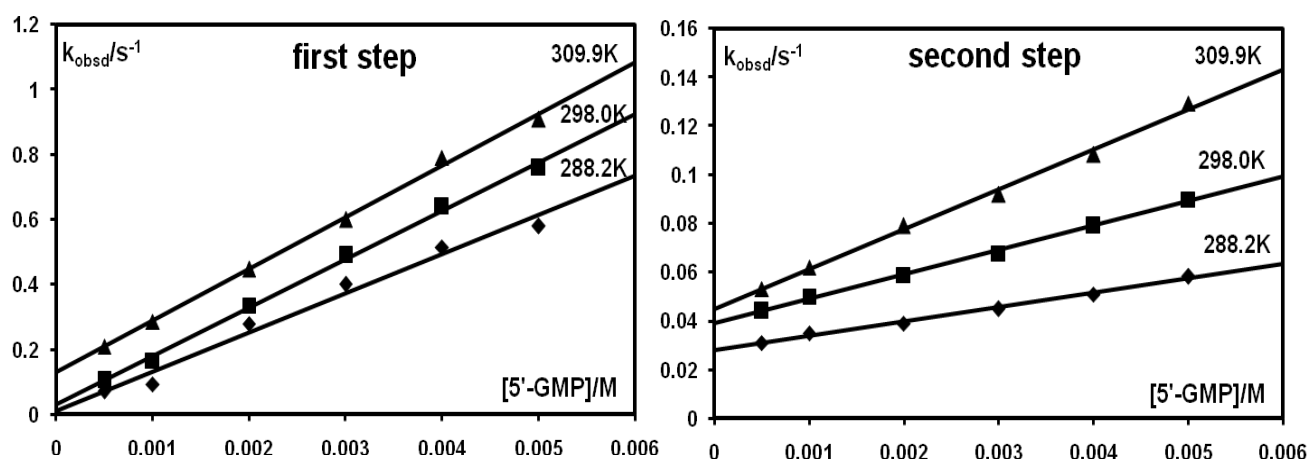 first step
k_obsd/s⁻¹
309.9K
298.0K
288.2K
[5'-GMP]/M
1.2
1
0.8
0.6
0.4
0.2
0
0 0.001 0.002 0.003 0.004 0.005 0.006
second step
k_obsd/s⁻¹
309.9K
298.0K
288.2K
[5'-GMP]/M
0.16
0.14
0.12
0.1
0.08
0.06
0.04
0.02
0
0 0.001 0.002 0.003 0.004 0.005 0.006